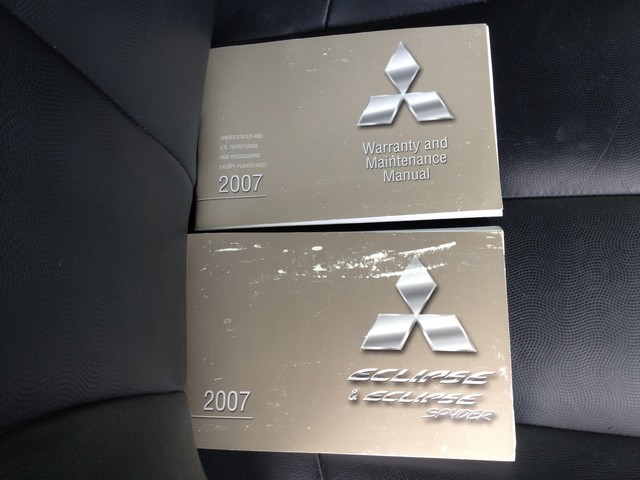 UNITED STATES AND
U.S. TERRITORIES
AND POSSESSIONS
EXCEPT PUERTO RICO
2007
Warranty and
Maintenance
Manual
2007
ECLIPSE
& ECLIPSE
SPYDER